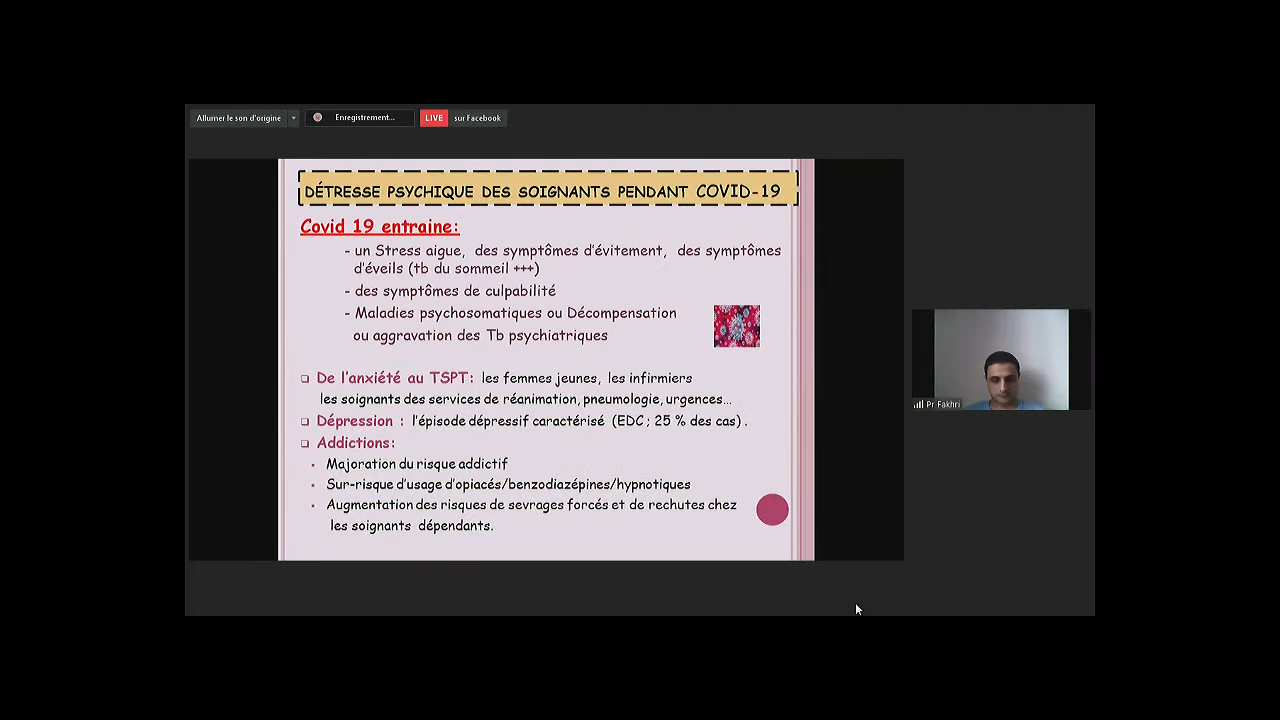 Allumer le son d'origine
Enregistrement...
LIVE sur Facebook
DÉTRESSE PSYCHIQUE DES SOIGNANTS PENDANT COVID-19
Covid 19 entraine:
- un Stress aigue, des symptômes d'évitement, des symptômes
d'éveils (tb du sommeil +++)
- des symptômes de culpabilité
- Maladies psychosomatiques ou Décompensation
ou aggravation des Tb psychiatriques
❑ De l'anxiété au TSPT: les femmes jeunes, les infirmiers
les soignants des services de réanimation, pneumologie, urgences…
❑ Dépression : l'épisode dépressif caractérisé (EDC ; 25 % des cas) .
❑ Addictions:
▪ Majoration du risque addictif
▪ Sur-risque d'usage d'opiacés/benzodiazépines/hypnotiques
▪ Augmentation des risques de sevrages forcés et de rechutes chez
les soignants dépendants.
Pr Fakhri